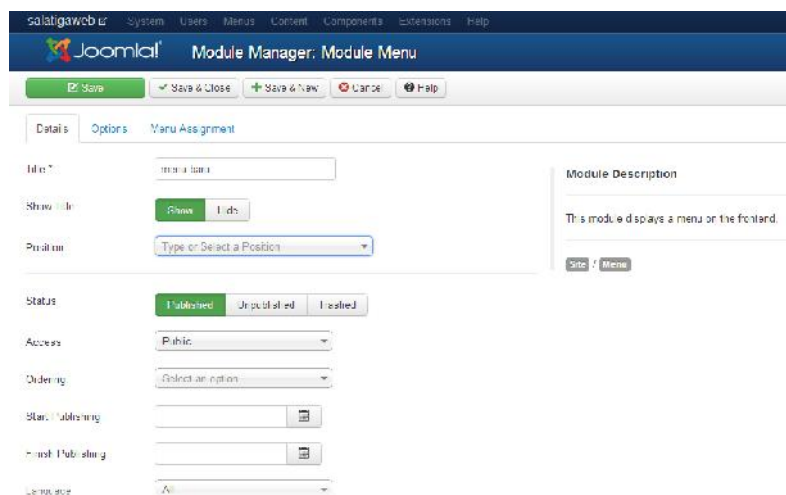 salatigaweb System Users Menus Content Components Extensions Help
Joomla! Module Manager: Module Menu
Save Save & Close Save & New Cancel Help
Details Options Menu Assignment
Title * menu baru
Module Description
Show Title Show Hide
This module displays a menu on the frontend.
Position Type or Select a Position
Site / Menu
Status Published Unpublished Trashed
Access Public
Ordering Select an option
Start Publishing
Finish Publishing
Language All